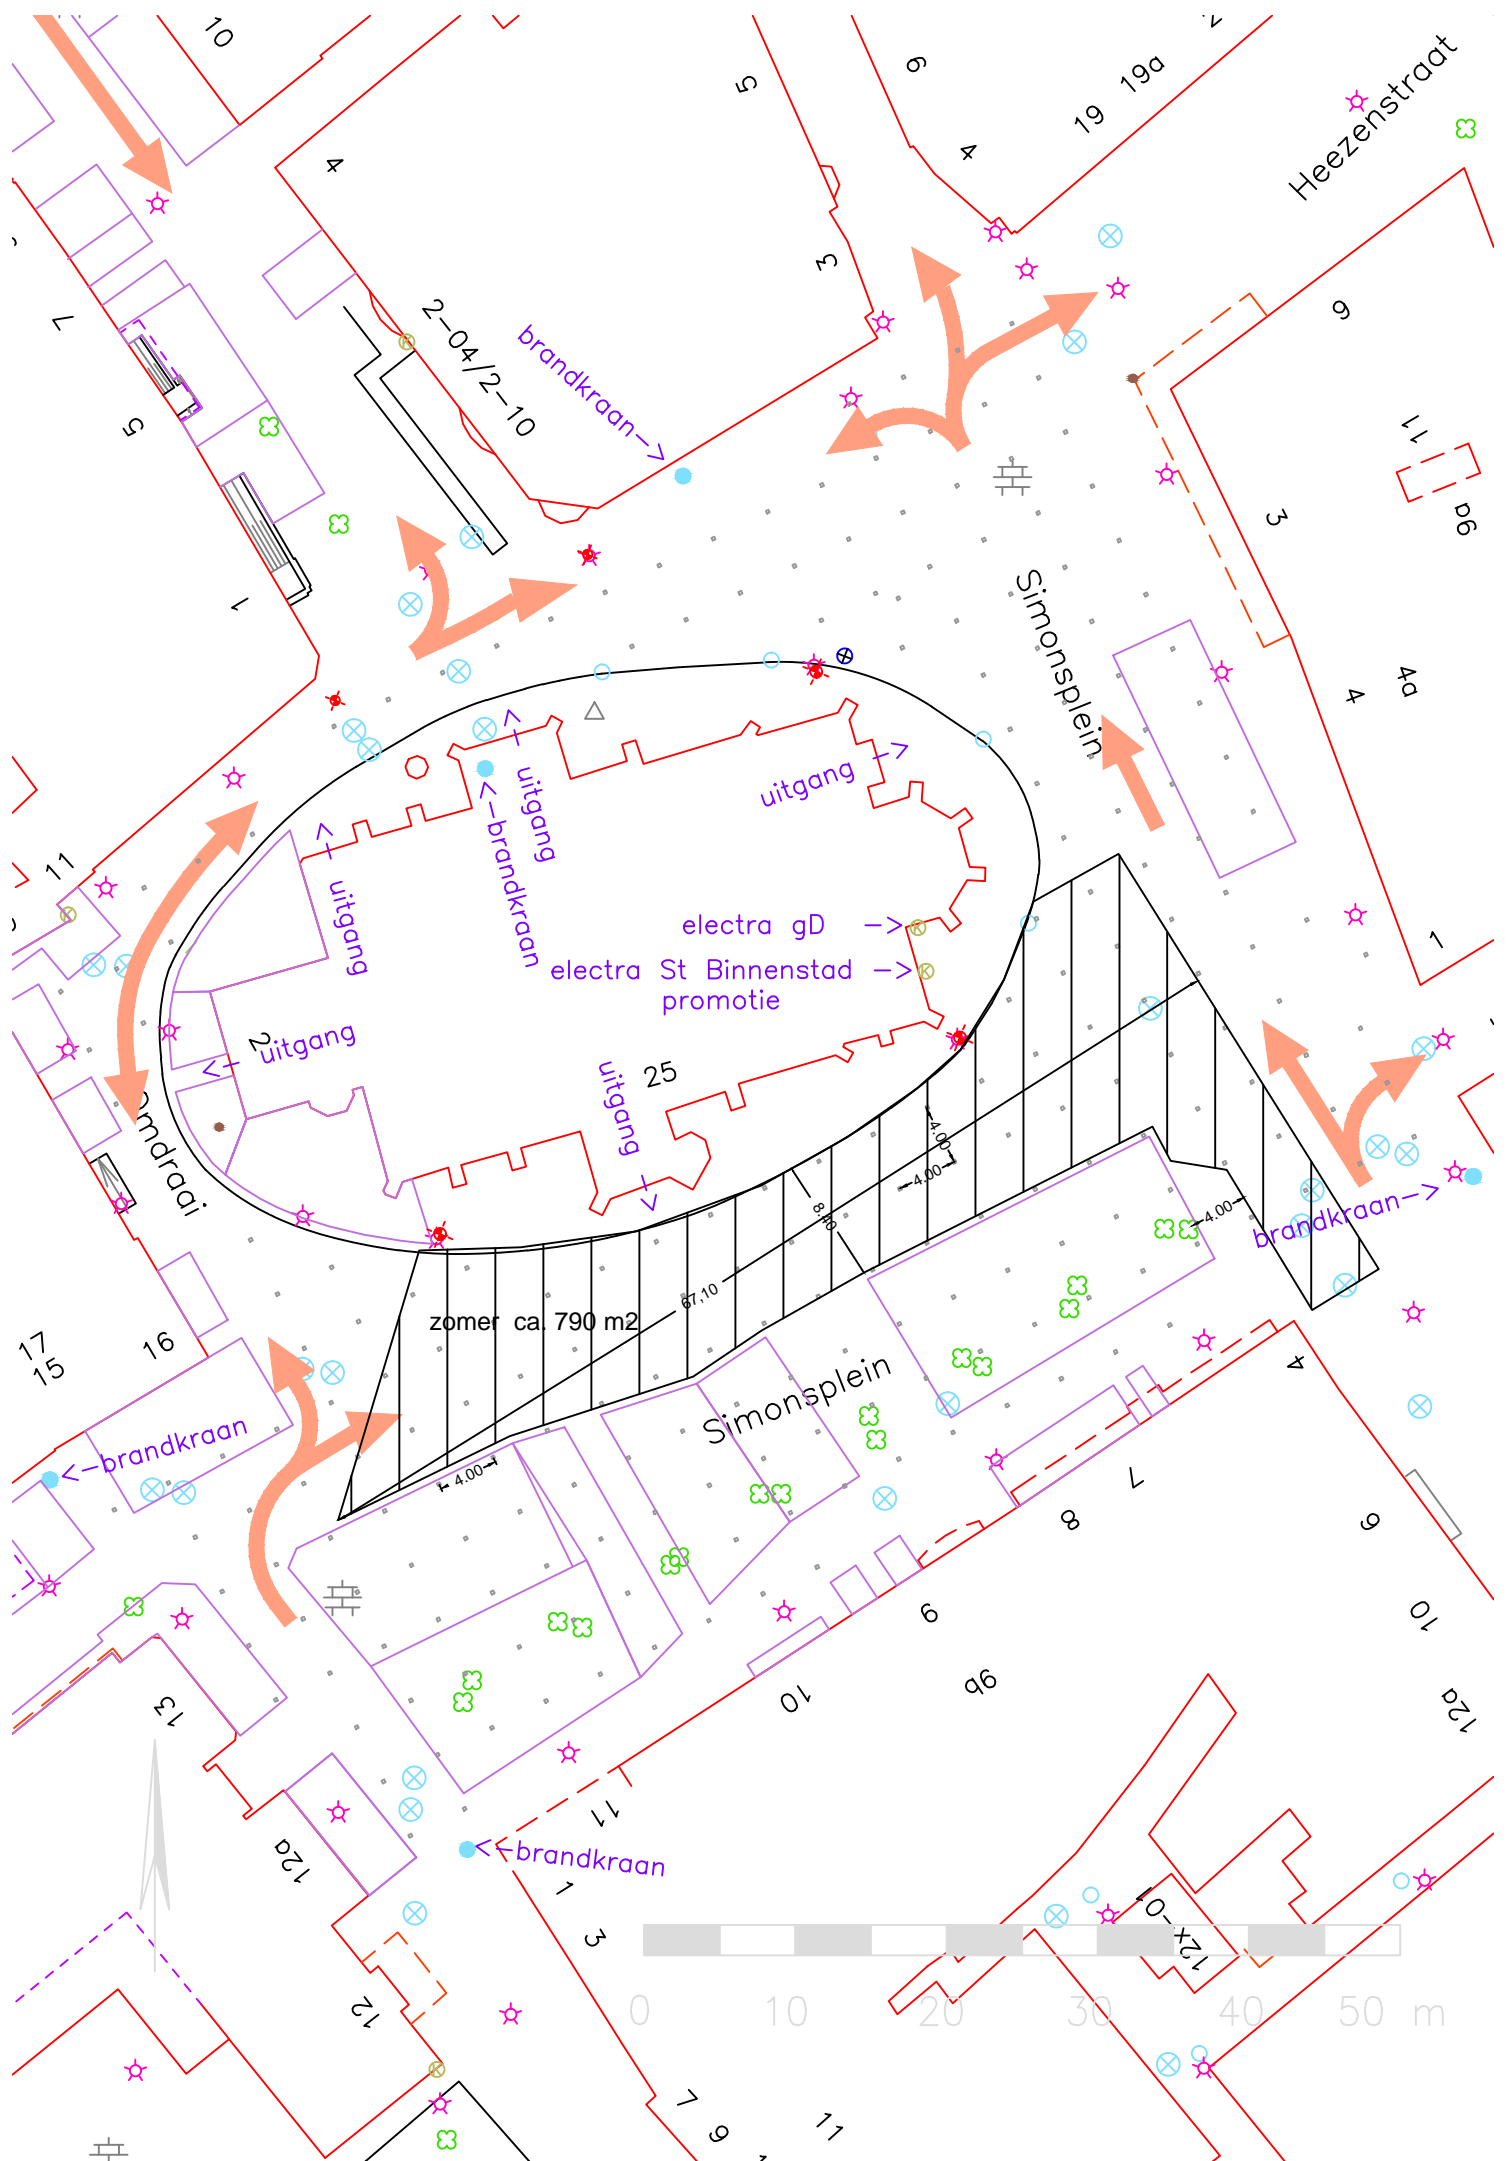 10
5
6
2
19a
19
Heezenstraat
4
4
3
6
7
2-04/2-10
brandkraan->
5
11
9a
3
1
Simonsplein
4
4a
uitgang ->
<-uitgang
<-brandkraan
<-uitgang
11
electra gD ->
electra St Binnenstad ->
promotie
1
2
<-uitgang
25
uitgang ->
Omdraai
4.00
4.00
8.40
4.00
brandkraan->
67,10
zomer ca. 790 m2
17
15
16
Simonsplein
4
<-brandkraan
4.00
7
8
6
9
10
9b
10
12a
13
11
12a
<-brandkraan
1
3
12x-01
12
0 10 20 30 40 50 m
7
9
11